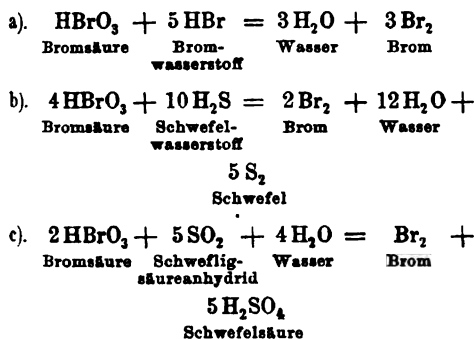 a). HBrO₃ + 5 HBr = 3 H₂O + 3 Br₂
Bromsäure Brom- Wasser Brom
wasserstoff
b). 4 HBrO₃ + 10 H₂S = 2 Br₂ + 12 H₂O +
Bromsäure Schwefel- Brom Wasser
wasserstoff
5 S₂
Schwefel
c). 2 HBrO₃ + 5 SO₂ + 4 H₂O = Br₂ +
Bromsäure Schweflig- Wasser Brom
säureanhydrid
5 H₂SO₄
Schwefelsäure